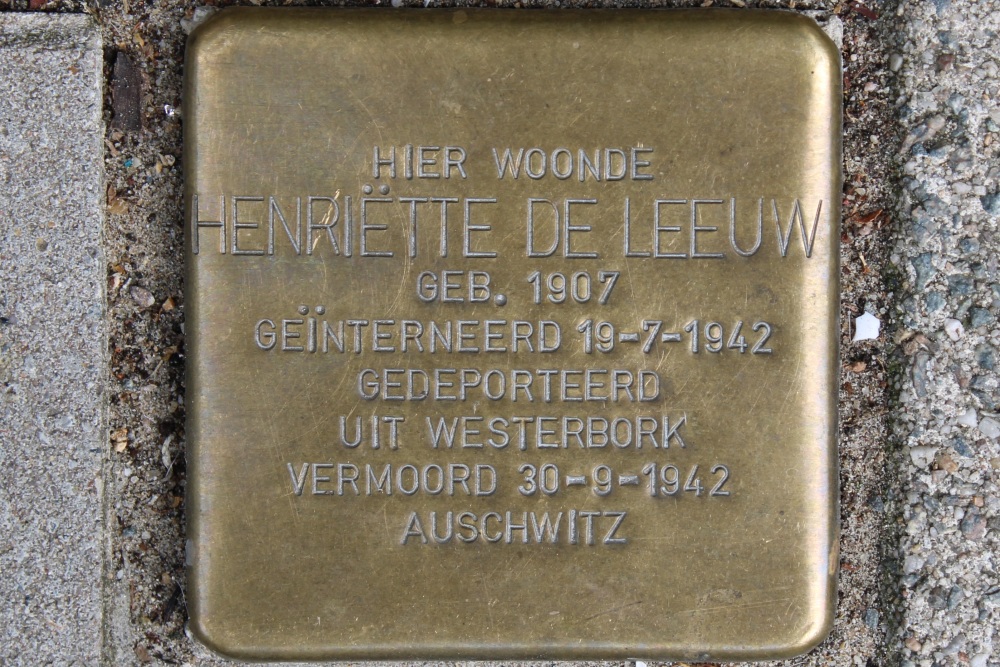 HIER WOONDE
HENRIËTTE DE LEEUW
GEB. 1907
GEÏNTERNEERD 19-7-1942
GEDEPORTEERD
UIT WESTERBORK
VERMOORD 30-9-1942
AUSCHWITZ